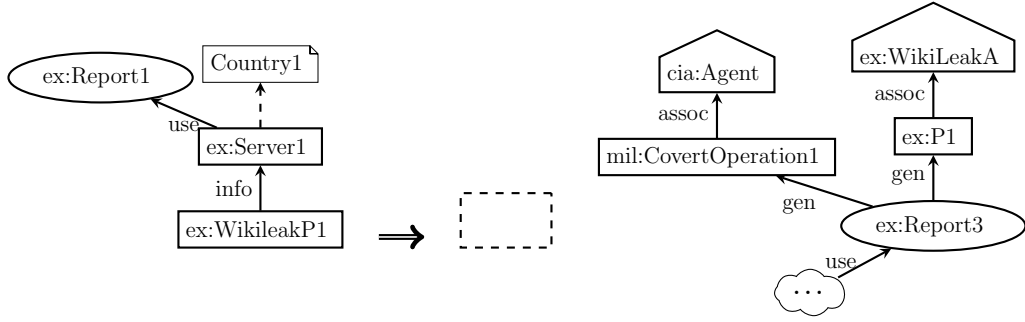 ex:Report1
Country1
use
ex:Server1
info
ex:WikileakP1
cia:Agent
ex:WikiLeakA
assoc
assoc
mil:CovertOperation1
ex:P1
gen
gen
ex:Report3
use
...